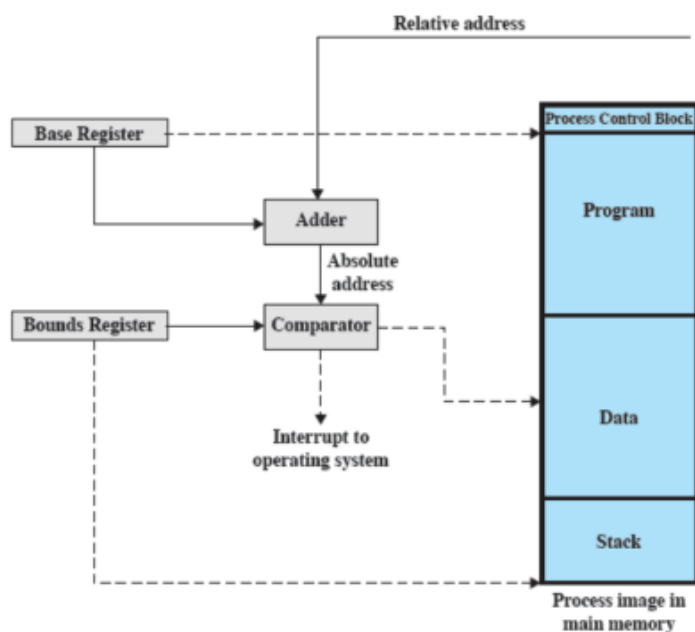 Relative address
Process Control Block
Base Register
Program
Adder
Absolute
address
Bounds Register
Comparator
Data
Interrupt to
operating system
Stack
Process image in
main memory